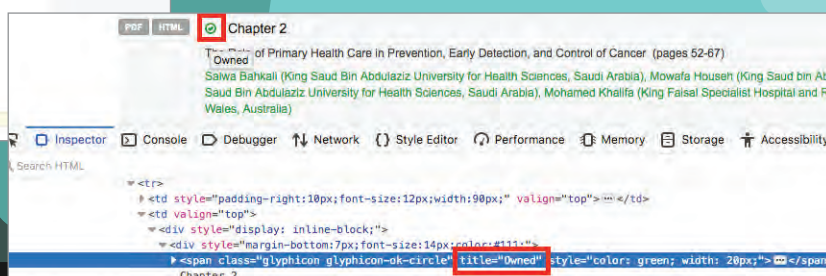 PDF HTML Chapter 2
The Role of Primary Health Care in Prevention, Early Detection, and Control of Cancer (pages 52-67)
Owned
Salwa Bahkali (King Saud Bin Abdulaziz University for Health Sciences, Saudi Arabia), Mowafa Househ (King Saud bin Ab
Saud Bin Abdulaziz University for Health Sciences, Saudi Arabia), Mohamed Khalifa (King Faisal Specialist Hospital and R
Wales, Australia)
Inspector Console Debugger Network {} Style Editor Performance Memory Storage Accessibility
Search HTML
<tr>
<td style="padding-right:10px;font-size:12px;width:90px;" valign="top"></td>
<td valign="top">
<div style="display: inline-block;">
<div style="margin-bottom:7px;font-size:14px;color:#111;">
<span class="glyphicon glyphicon-ok-circle" title="Owned" style="color: green; width: 20px;"></span
Chapter 2